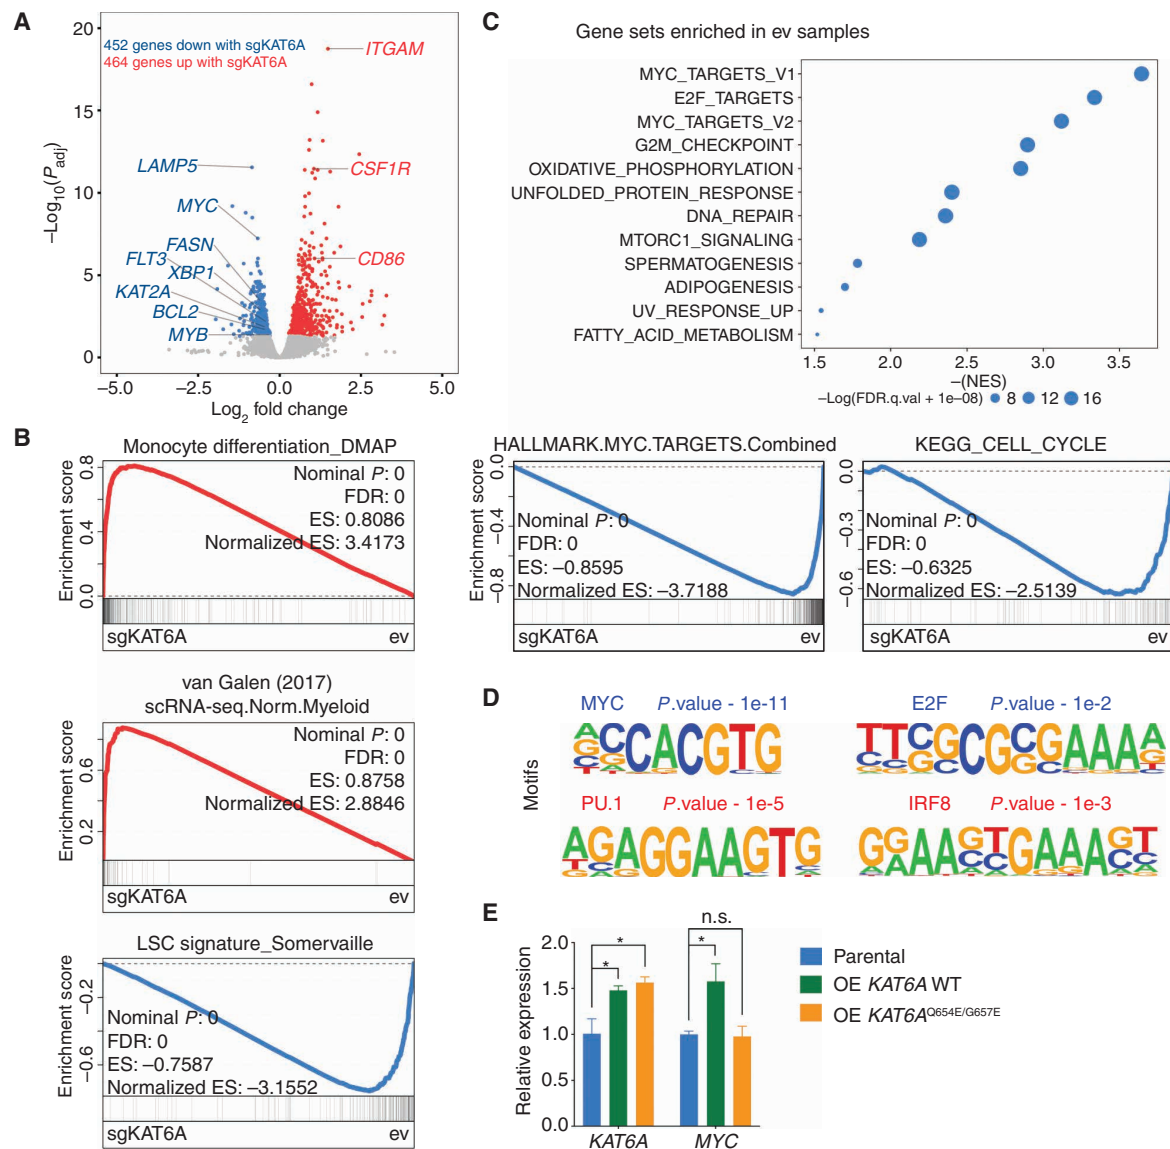 A
20
15
10
5
0
–Log10(Padj)
452 genes down with sgKAT6A
464 genes up with sgKAT6A
ITGAM
LAMP5
CSF1R
MYC
FASN
FLT3
XBP1
CD86
KAT2A
BCL2
MYB
–5.0 –2.5 0.0 2.5 5.0
Log2 fold change
C
Gene sets enriched in ev samples
MYC_TARGETS_V1
E2F_TARGETS
MYC_TARGETS_V2
G2M_CHECKPOINT
OXIDATIVE_PHOSPHORYLATION
UNFOLDED_PROTEIN_RESPONSE
DNA_REPAIR
MTORC1_SIGNALING
SPERMATOGENESIS
ADIPOGENESIS
UV_RESPONSE_UP
FATTY_ACID_METABOLISM
1.5 2.0 2.5 3.0 3.5
–(NES)
–Log(FDR.q.val + 1e–08) 8 12 16
B
Monocyte differentiation_DMAP
Enrichment score
0.8
0.4
0.0
Nominal P: 0
FDR: 0
ES: 0.8086
Normalized ES: 3.4173
sgKAT6A ev
HALLMARK.MYC.TARGETS.Combined
Enrichment score
0.0
–0.4
–0.8
Nominal P: 0
FDR: 0
ES: –0.8595
Normalized ES: –3.7188
sgKAT6A ev
KEGG_CELL_CYCLE
Enrichment score
0.0
–0.3
–0.6
Nominal P: 0
FDR: 0
ES: –0.6325
Normalized ES: –2.5139
sgKAT6A ev
van Galen (2017)
scRNA-seq.Norm.Myeloid
Enrichment score
0.6
0.2
Nominal P: 0
FDR: 0
ES: 0.8758
Normalized ES: 2.8846
sgKAT6A ev
LSC signature_Somervaille
Enrichment score
–0.2
–0.6
Nominal P: 0
FDR: 0
ES: –0.7587
Normalized ES: –3.1552
sgKAT6A ev
D
Motifs
MYC P.value - 1e-11
CACGTG
E2F P.value - 1e-2
TTCGCGCGAAAA
PU.1 P.value - 1e-5
AGAGGAAGTG
IRF8 P.value - 1e-3
GGAAGTGAAAGT
E
Relative expression
2.0
1.5
1.0
0.5
0.0
* *
* n.s.
KAT6A MYC
Parental
OE KAT6A WT
OE KAT6AQ654E/G657E